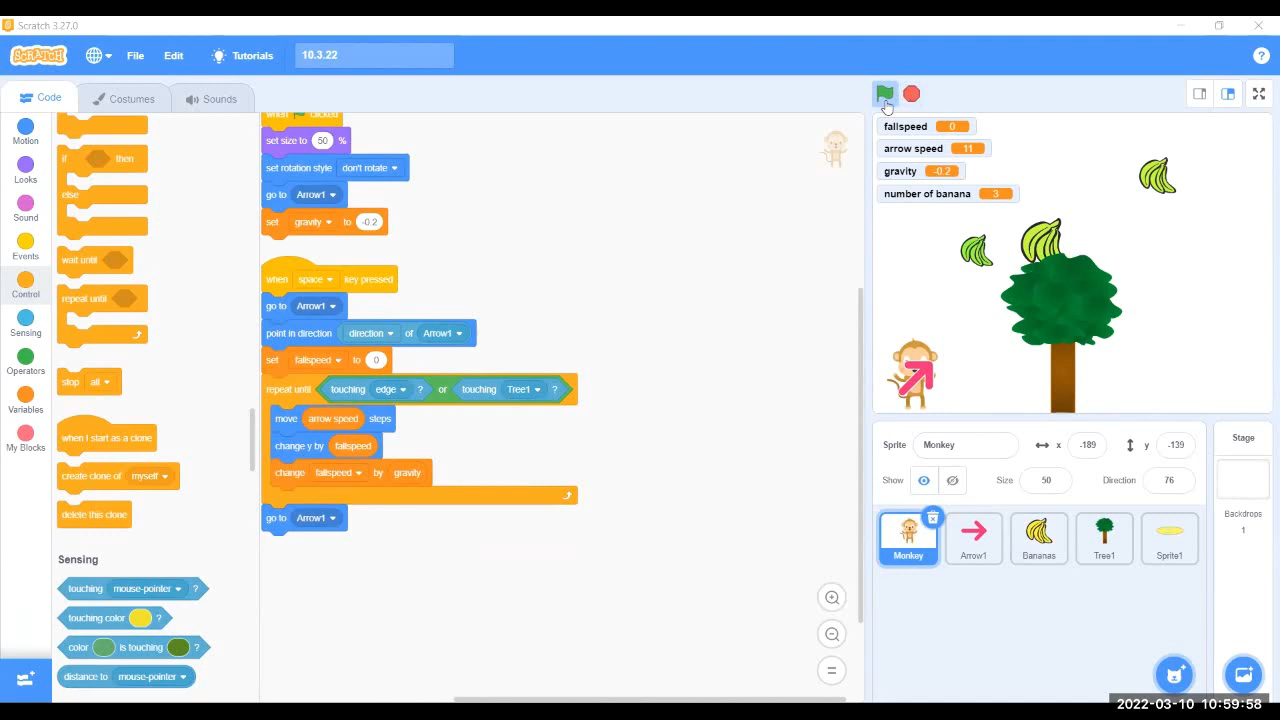 Scratch 3.27.0
SCRATCH File Edit Tutorials 10.3.22 ?
Code Costumes Sounds
Motion
Looks
Sound
Events
Control
Sensing
Operators
Variables
My Blocks
if then
else
wait until
repeat until
stop all
when I start as a clone
create clone of myself
delete this clone
Sensing
touching mouse-pointer ?
touching color ?
color is touching ?
distance to mouse-pointer
when clicked
set size to 50 %
set rotation style don't rotate
go to Arrow1
set gravity to -0.2
when space key pressed
go to Arrow1
point in direction direction of Arrow1
set fallspeed to 0
repeat until touching edge ? or touching Tree1 ?
move arrow speed steps
change y by fallspeed
change fallspeed by gravity
go to Arrow1
fallspeed 0
arrow speed 11
gravity -0.2
number of banana 3
Sprite Monkey x -189 y -139
Show Size 50 Direction 76
Monkey Arrow1 Bananas Tree1 Sprite1
Stage
Backdrops
1
2022-03-10 10:59:58